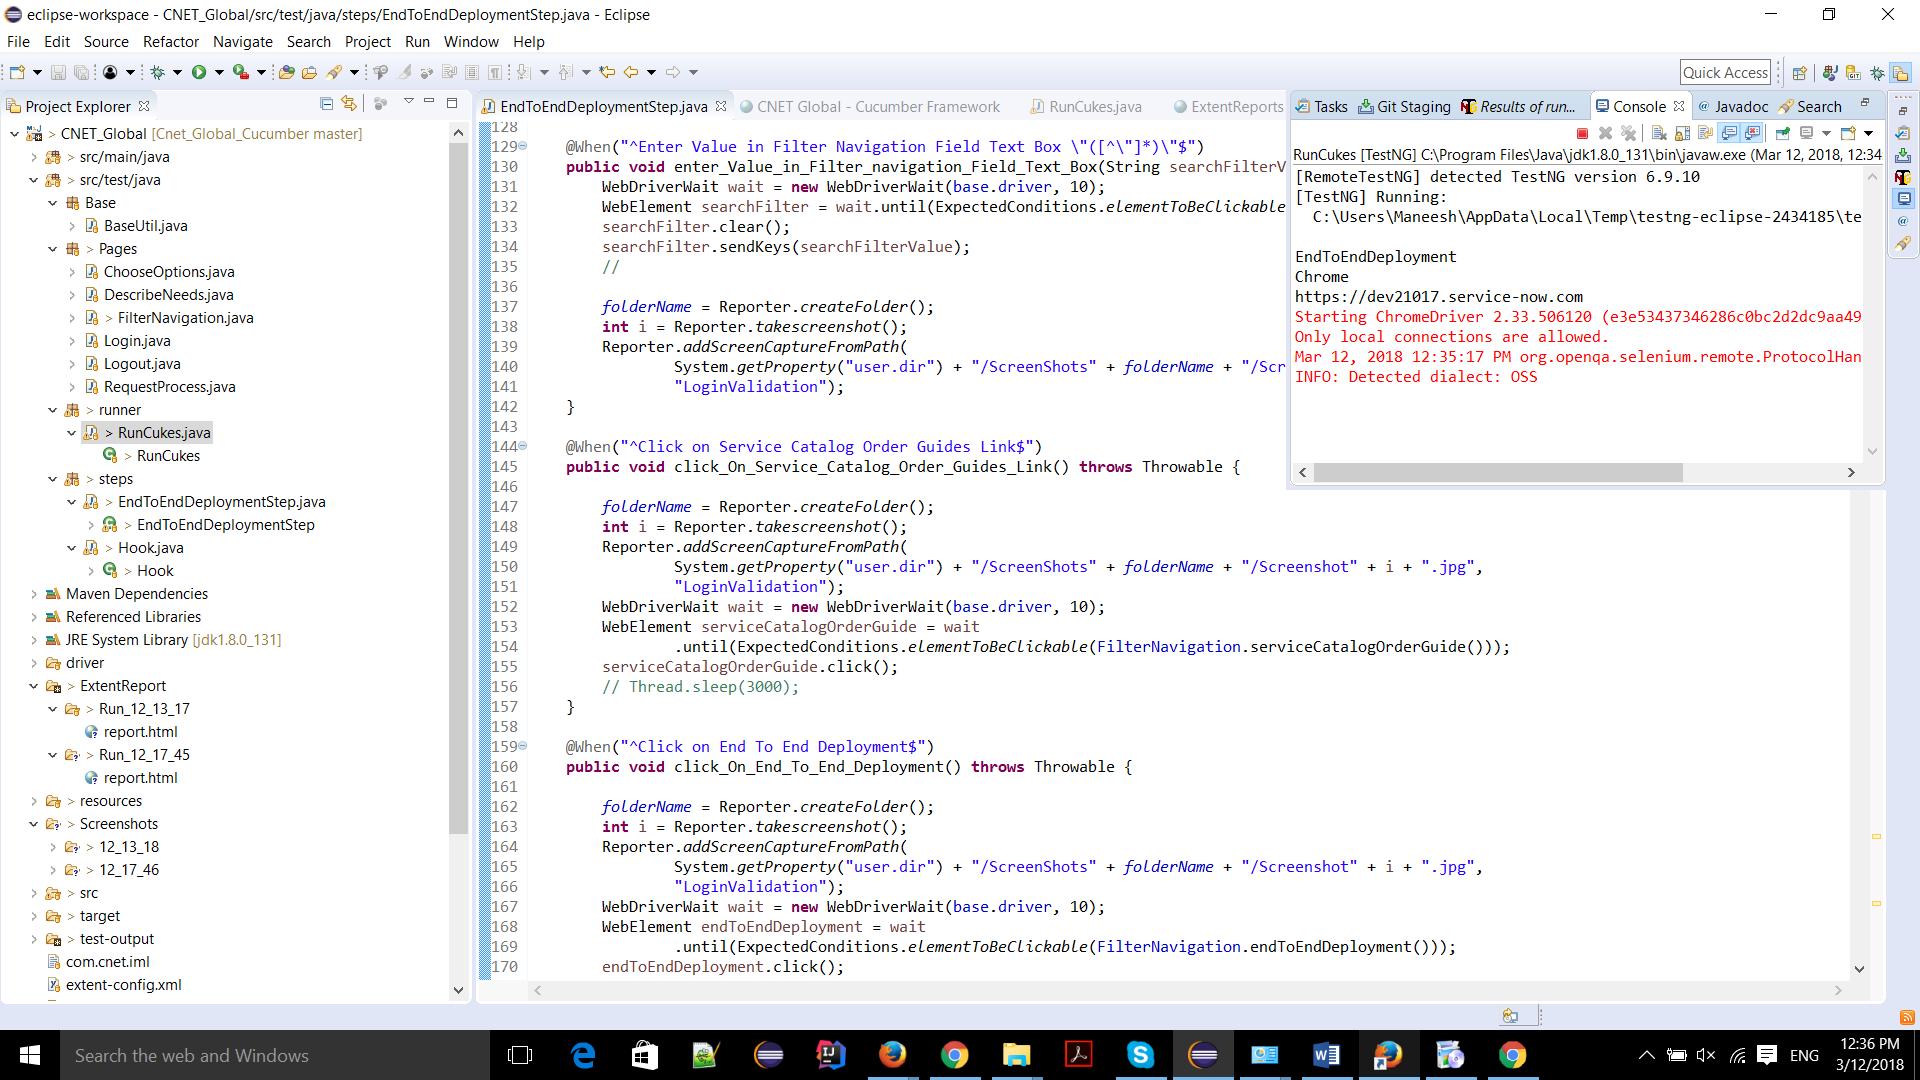 eclipse-workspace - CNET_Global/src/test/java/steps/EndToEndDeploymentStep.java - Eclipse
File Edit Source Refactor Navigate Search Project Run Window Help
Quick Access
Project Explorer
CNET_Global [Cnet_Global_Cucumber master]
> src/main/java
> src/test/java
> Base
BaseUtil.java
> Pages
ChooseOptions.java
DescribeNeeds.java
> FilterNavigation.java
Login.java
Logout.java
RequestProcess.java
> runner
> RunCukes.java
> RunCukes
> steps
> EndToEndDeploymentStep.java
> EndToEndDeploymentStep
> Hook.java
> Hook
Maven Dependencies
Referenced Libraries
JRE System Library [jdk1.8.0_131]
driver
> ExtentReport
> Run_12_13_17
report.html
> Run_12_17_45
report.html
> resources
> Screenshots
> 12_13_18
> 12_17_46
> src
> target
> test-output
com.cnet.iml
extent-config.xml
EndToEndDeploymentStep.java CNET Global - Cucumber Framework RunCukes.java ExtentReports
128
129 @When("^Enter Value in Filter Navigation Field Text Box \"([^\"]*)\"$")
130 public void enter_Value_in_Filter_navigation_Field_Text_Box(String searchFilterV
131 WebDriverWait wait = new WebDriverWait(base.driver, 10);
132 WebElement searchFilter = wait.until(ExpectedConditions.elementToBeClickable
133 searchFilter.clear();
134 searchFilter.sendKeys(searchFilterValue);
135 //
136
137 folderName = Reporter.createFolder();
138 int i = Reporter.takescreenshot();
139 Reporter.addScreenCaptureFromPath(
140 System.getProperty("user.dir") + "/ScreenShots" + folderName + "/Scr
141 "LoginValidation");
142 }
143
144 @When("^Click on Service Catalog Order Guides Link$")
145 public void click_On_Service_Catalog_Order_Guides_Link() throws Throwable {
146
147 folderName = Reporter.createFolder();
148 int i = Reporter.takescreenshot();
149 Reporter.addScreenCaptureFromPath(
150 System.getProperty("user.dir") + "/ScreenShots" + folderName + "/Screenshot" + i + ".jpg",
151 "LoginValidation");
152 WebDriverWait wait = new WebDriverWait(base.driver, 10);
153 WebElement serviceCatalogOrderGuide = wait
154 .until(ExpectedConditions.elementToBeClickable(FilterNavigation.serviceCatalogOrderGuide()));
155 serviceCatalogOrderGuide.click();
156 // Thread.sleep(3000);
157 }
158
159 @When("^Click on End To End Deployment$")
160 public void click_On_End_To_End_Deployment() throws Throwable {
161
162 folderName = Reporter.createFolder();
163 int i = Reporter.takescreenshot();
164 Reporter.addScreenCaptureFromPath(
165 System.getProperty("user.dir") + "/ScreenShots" + folderName + "/Screenshot" + i + ".jpg",
166 "LoginValidation");
167 WebDriverWait wait = new WebDriverWait(base.driver, 10);
168 WebElement endToEndDeployment = wait
169 .until(ExpectedConditions.elementToBeClickable(FilterNavigation.endToEndDeployment()));
170 endToEndDeployment.click();
Tasks Git Staging Results of run... Console Javadoc Search
RunCukes [TestNG] C:\Program Files\Java\jdk1.8.0_131\bin\javaw.exe (Mar 12, 2018, 12:34
[RemoteTestNG] detected TestNG version 6.9.10
[TestNG] Running:
C:\Users\Maneesh\AppData\Local\Temp\testng-eclipse-2434185\te
EndToEndDeployment
Chrome
https://dev21017.service-now.com
Starting ChromeDriver 2.33.506120 (e3e53437346286c0bc2d2dc9aa49
Only local connections are allowed.
Mar 12, 2018 12:35:17 PM org.openqa.selenium.remote.ProtocolHan
INFO: Detected dialect: OSS
Search the web and Windows
ENG
12:36 PM
3/12/2018